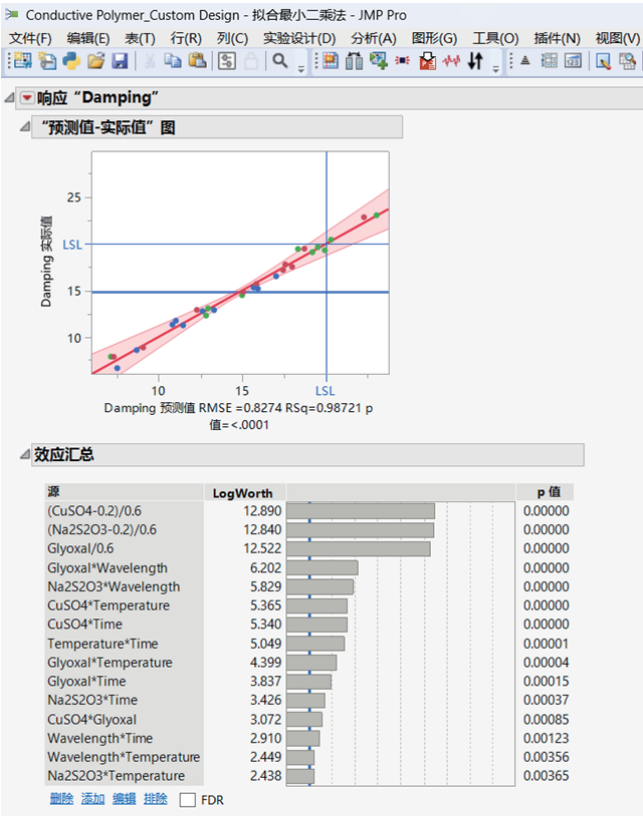 Conductive Polymer_Custom Design - 拟合最小二乘法 - JMP Pro
文件(F) 编辑(E) 表(T) 行(R) 列(C) 实验设计(D) 分析(A) 图形(G) 工具(O) 插件(N) 视图(V)
响应 “Damping”
“预测值-实际值” 图
Damping 实际值
25
LSL
15
10
10 15 LSL
Damping 预测值 RMSE =0.8274 RSq=0.98721 p
值=<.0001
效应汇总
源 LogWorth p 值
(CuSO4-0.2)/0.6 12.890 0.00000
(Na2S2O3-0.2)/0.6 12.840 0.00000
Glyoxal/0.6 12.522 0.00000
Glyoxal*Wavelength 6.202 0.00000
Na2S2O3*Wavelength 5.829 0.00000
CuSO4*Temperature 5.365 0.00000
CuSO4*Time 5.340 0.00000
Temperature*Time 5.049 0.00001
Glyoxal*Temperature 4.399 0.00004
Glyoxal*Time 3.837 0.00015
Na2S2O3*Time 3.426 0.00037
CuSO4*Glyoxal 3.072 0.00085
Wavelength*Time 2.910 0.00123
Wavelength*Temperature 2.449 0.00356
Na2S2O3*Temperature 2.438 0.00365
删除 添加 编辑 排除 FDR